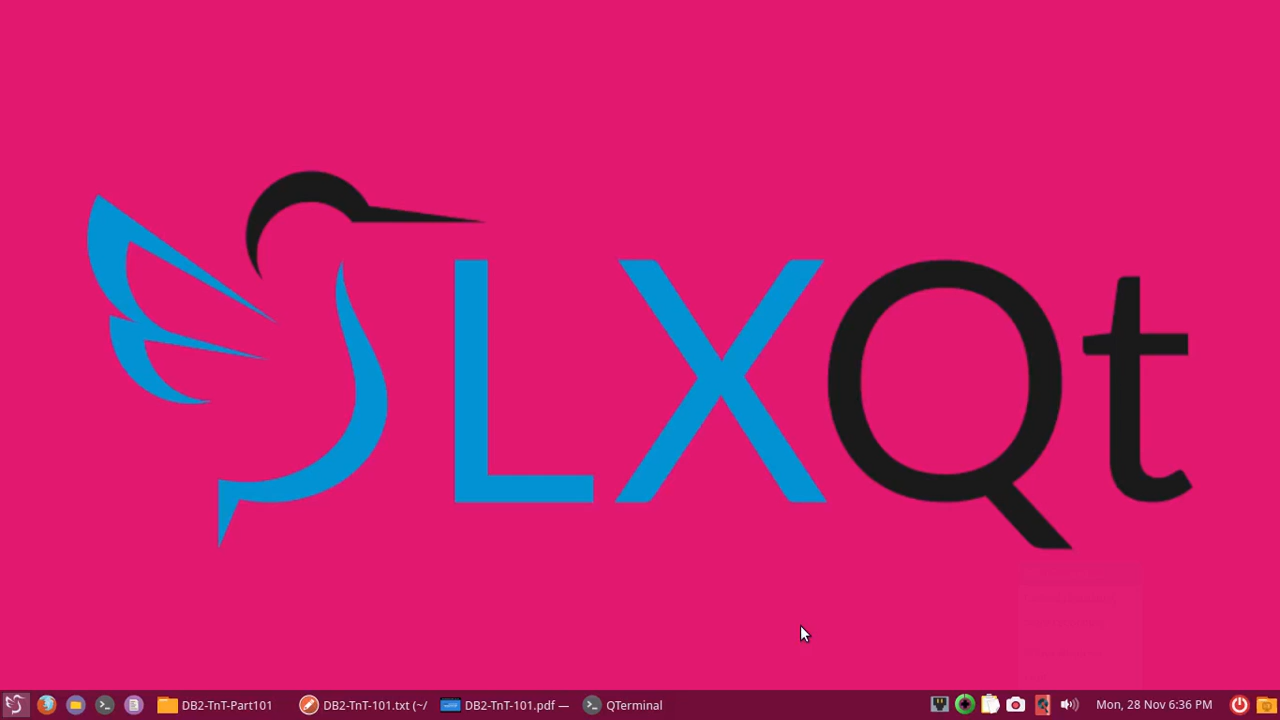 LXQt
DB2-TnT-Part101
DB2-TnT-101.txt (~/
DB2-TnT-101.pdf —
QTerminal
Mon, 28 Nov 6:36 PM